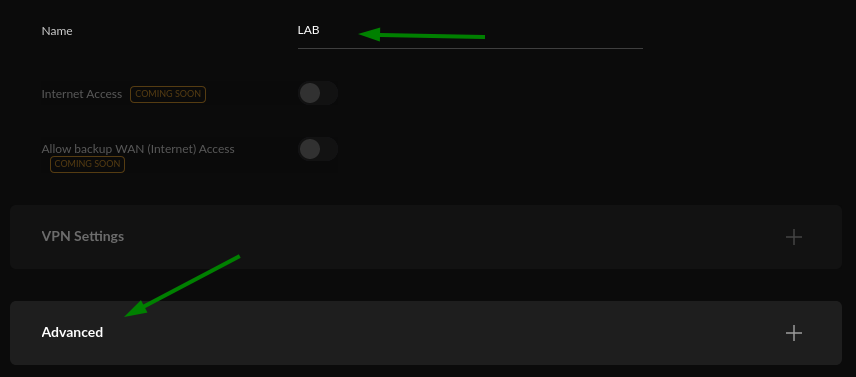 Name LAB
Internet Access COMING SOON
Allow backup WAN (Internet) Access
COMING SOON
VPN Settings
Advanced